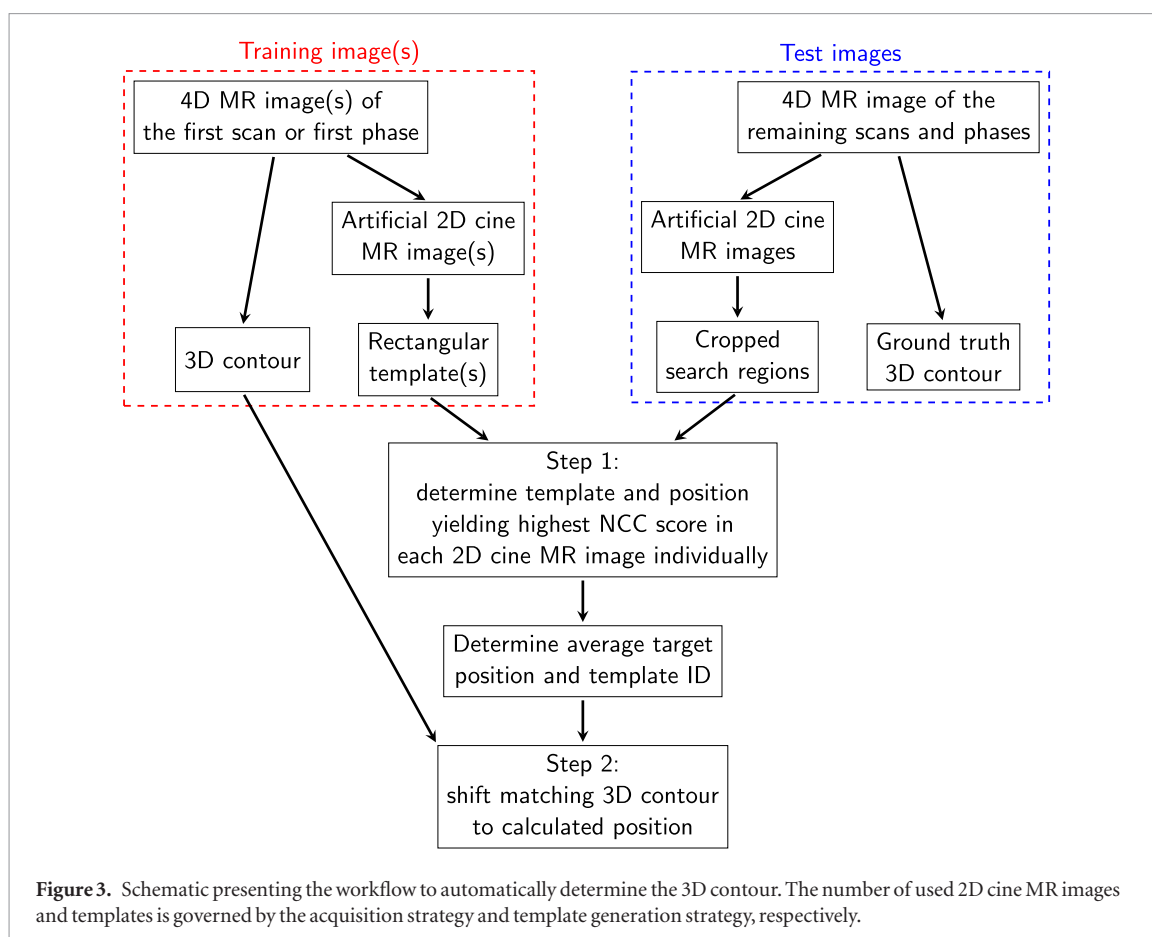 Training image(s)
4D MR image(s) of
the first scan or first phase
Artificial 2D cine
MR image(s)
3D contour
Rectangular
template(s)
Test images
4D MR image of the
remaining scans and phases
Artificial 2D cine
MR images
Cropped
search regions
Ground truth
3D contour
Step 1:
determine template and position
yielding highest NCC score in
each 2D cine MR image individually
Determine average target
position and template ID
Step 2:
shift matching 3D contour
to calculated position
Figure 3. Schematic presenting the workflow to automatically determine the 3D contour. The number of used 2D cine MR images
and templates is governed by the acquisition strategy and template generation strategy, respectively.